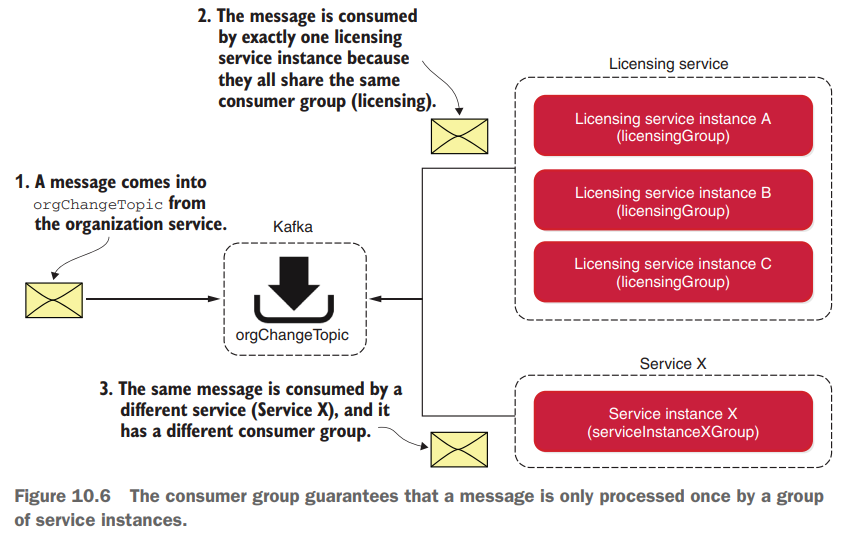 2. The message is consumed
by exactly one licensing
service instance because
they all share the same
consumer group (licensing).
Licensing service
Licensing service instance A
(licensingGroup)
Licensing service instance B
(licensingGroup)
Licensing service instance C
(licensingGroup)
1. A message comes into
orgChangeTopic from
the organization service.
Kafka
orgChangeTopic
3. The same message is consumed by a
different service (Service X), and it
has a different consumer group.
Service X
Service instance X
(serviceInstanceXGroup)
Figure 10.6 The consumer group guarantees that a message is only processed once by a group
of service instances.